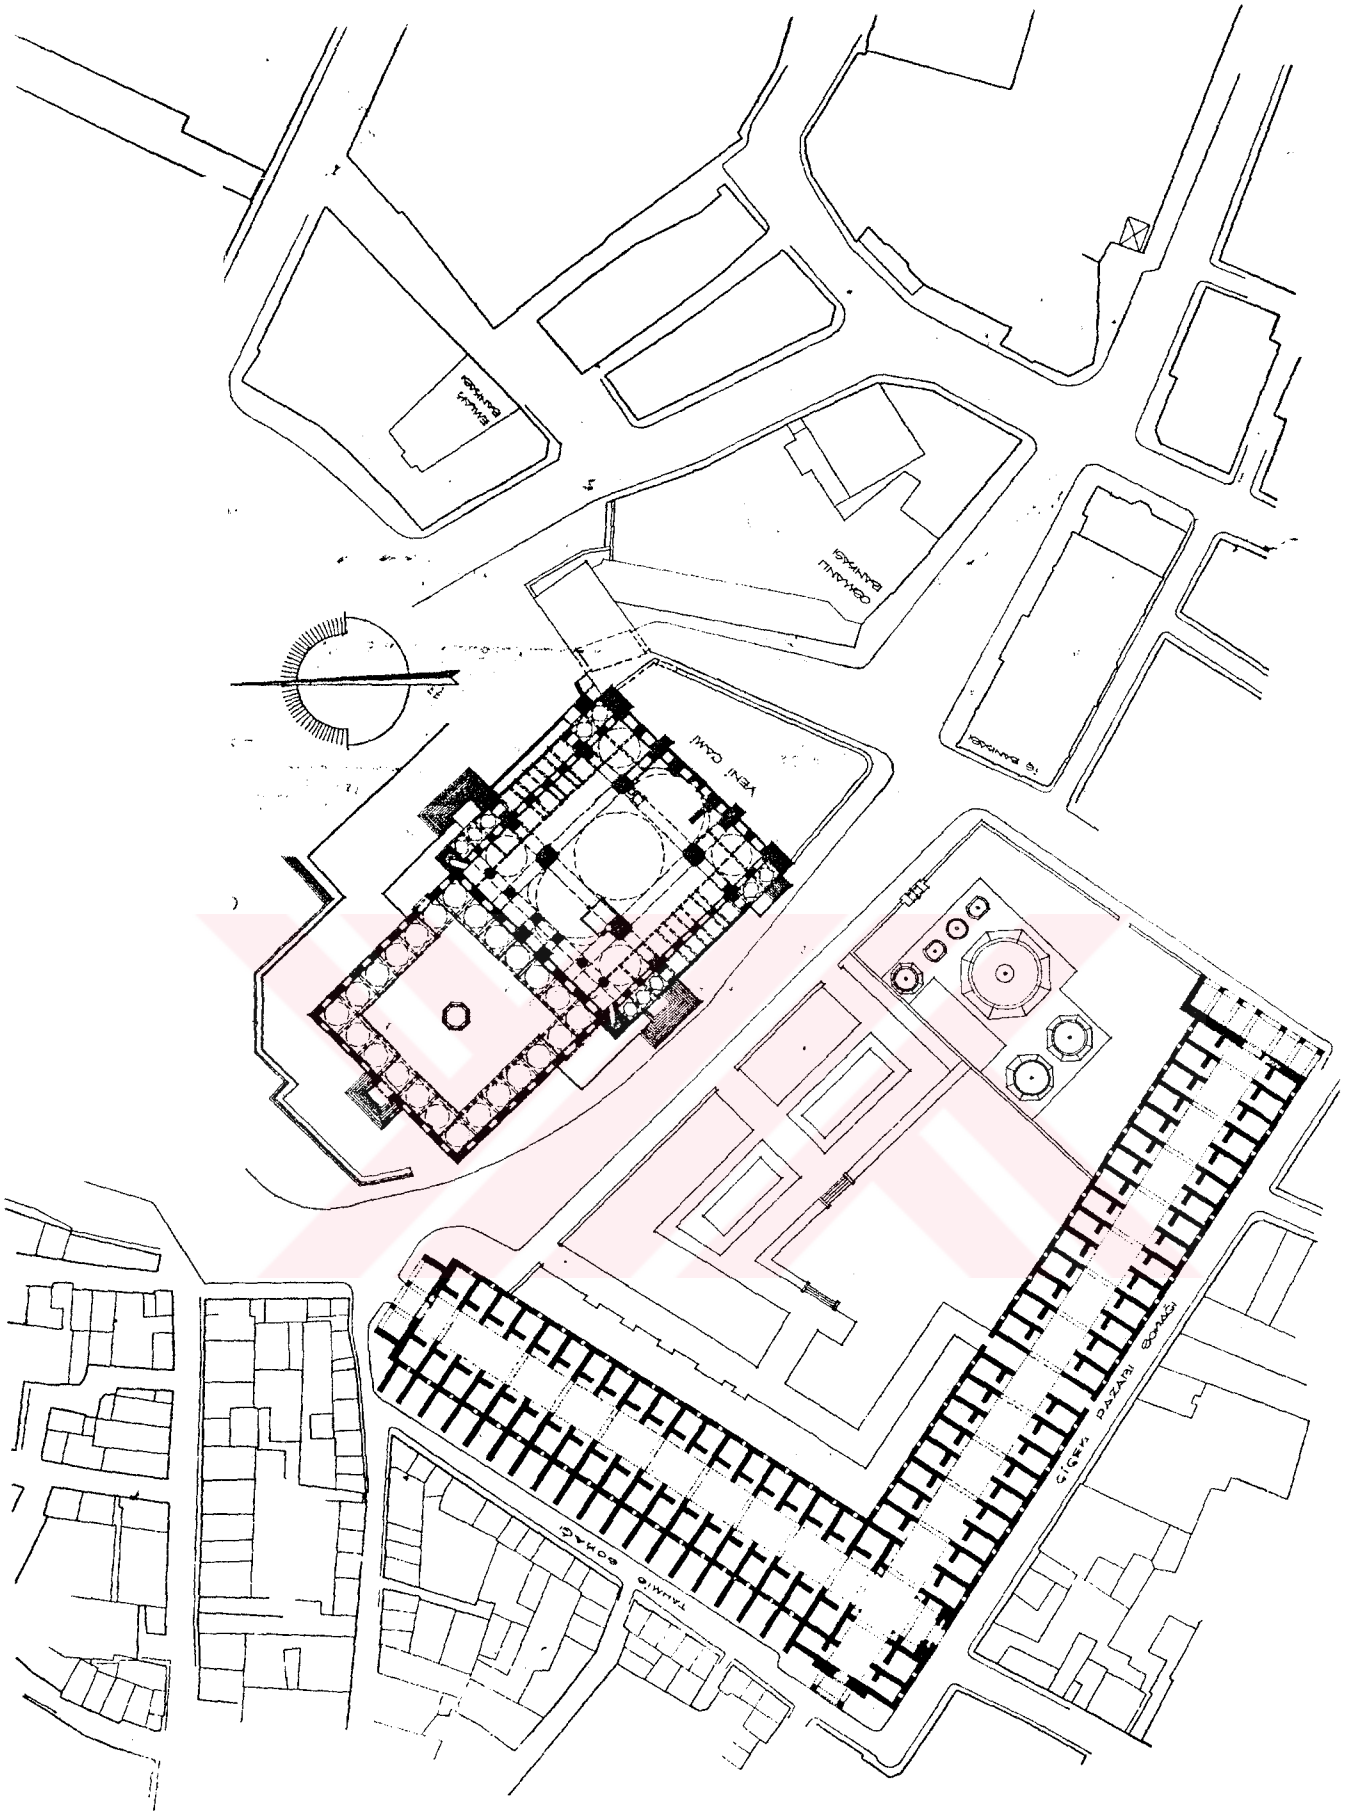 EMLAK
BANKASI
OSMANLI
BANKASI
İŞ BANKASI
YENİ CAMİ
ÇİÇEK PAZARI SOKAĞI
TAHMİS SOKAĞI